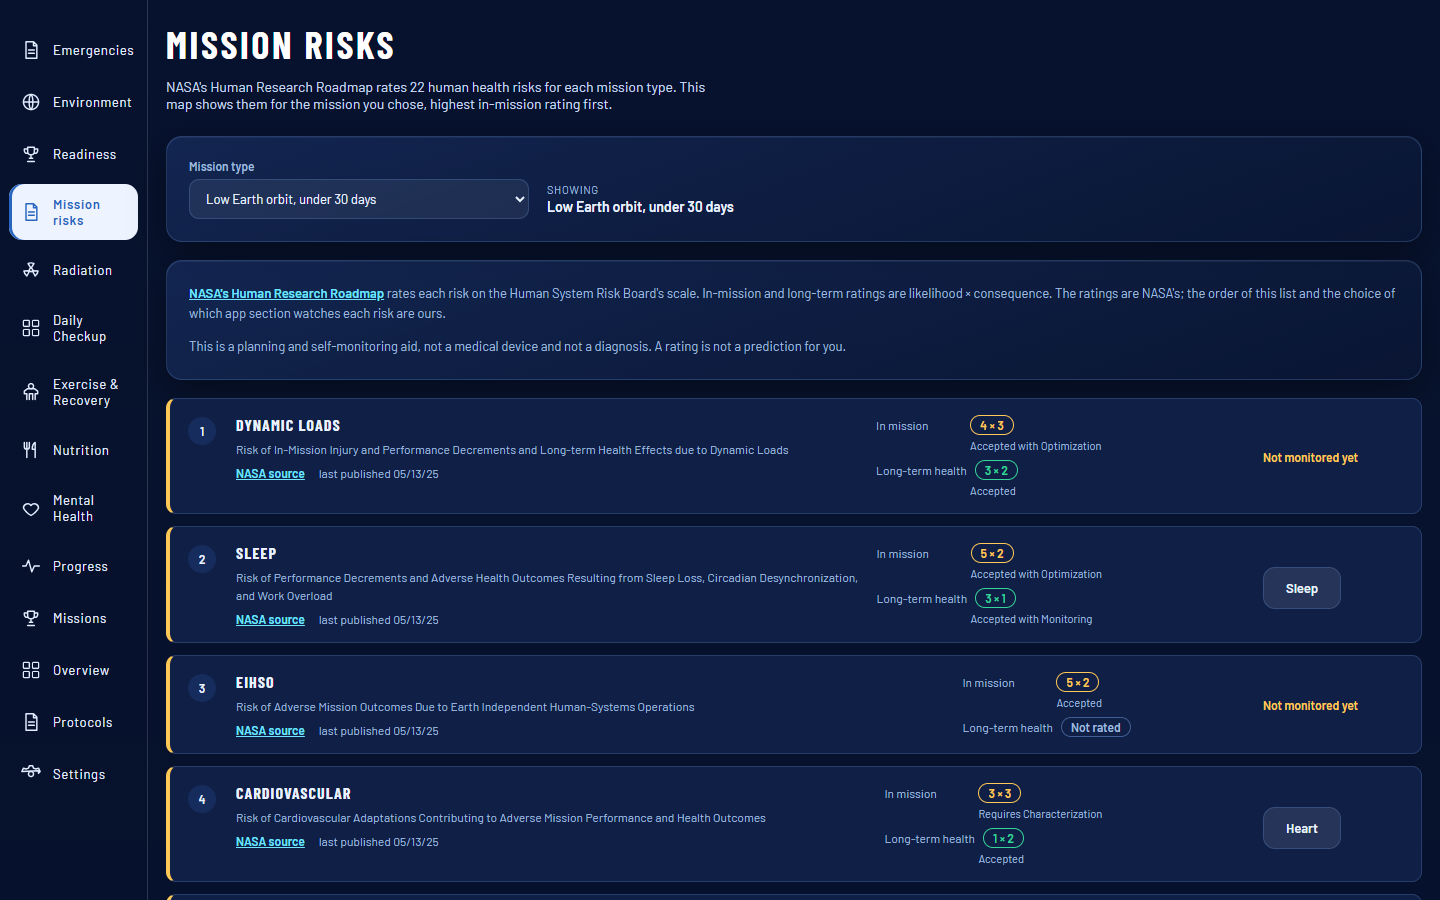 Emergencies
Environment
Readiness
Mission
risks
Radiation
Daily
Checkup
Exercise &
Recovery
Nutrition
Mental
Health
Progress
Missions
Overview
Protocols
Settings
MISSION RISKS
NASA's Human Research Roadmap rates 22 human health risks for each mission type. This
map shows them for the mission you chose, highest in-mission rating first.
Mission type
Low Earth orbit, under 30 days
SHOWING
Low Earth orbit, under 30 days
NASA's Human Research Roadmap rates each risk on the Human System Risk Board's scale. In-mission and long-term ratings are likelihood × consequence. The ratings are NASA's; the order of this list and the choice of
which app section watches each risk are ours.
This is a planning and self-monitoring aid, not a medical device and not a diagnosis. A rating is not a prediction for you.
1
DYNAMIC LOADS
Risk of In-Mission Injury and Performance Decrements and Long-term Health Effects due to Dynamic Loads
NASA source last published 05/13/25
In mission 4 × 3
Accepted with Optimization
Long-term health 3 × 2
Accepted
Not monitored yet
2
SLEEP
Risk of Performance Decrements and Adverse Health Outcomes Resulting from Sleep Loss, Circadian Desynchronization,
and Work Overload
NASA source last published 05/13/25
In mission 5 × 2
Accepted with Optimization
Long-term health 3 × 1
Accepted with Monitoring
Sleep
3
EIHSO
Risk of Adverse Mission Outcomes Due to Earth Independent Human-Systems Operations
NASA source last published 05/13/25
In mission 5 × 2
Accepted
Long-term health Not rated
Not monitored yet
4
CARDIOVASCULAR
Risk of Cardiovascular Adaptations Contributing to Adverse Mission Performance and Health Outcomes
NASA source last published 05/13/25
In mission 3 × 3
Requires Characterization
Long-term health 1 × 2
Accepted
Heart